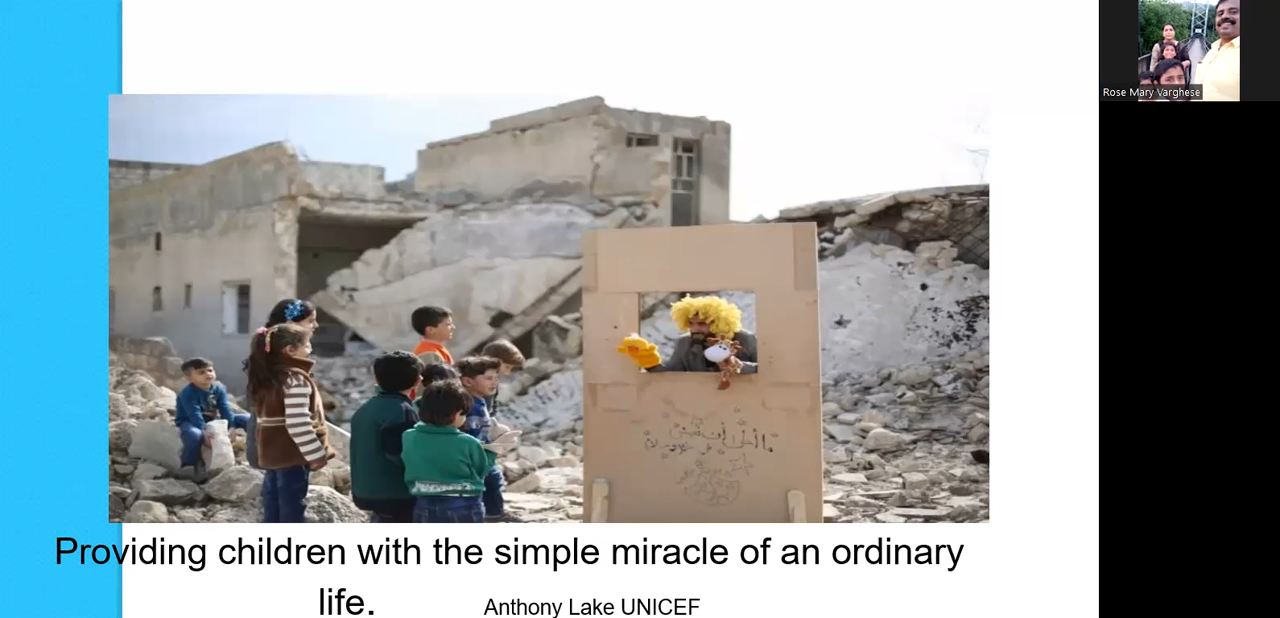 Rose Mary Varghese
Providing children with the simple miracle of an ordinary
life.
Anthony Lake UNICEF